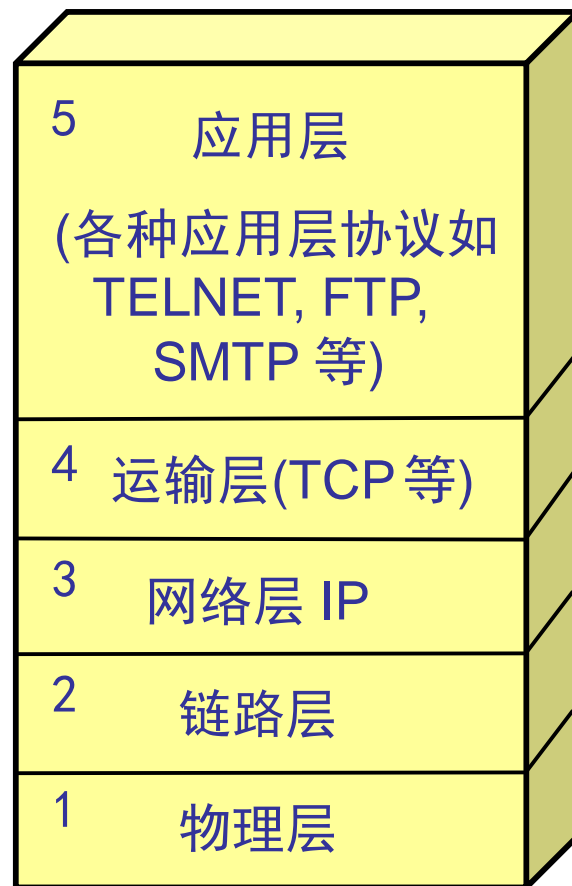 5 应用层
(各种应用层协议如
TELNET, FTP,
SMTP 等)
4 运输层(TCP 等)
3 网络层 IP
2 链路层
1 物理层